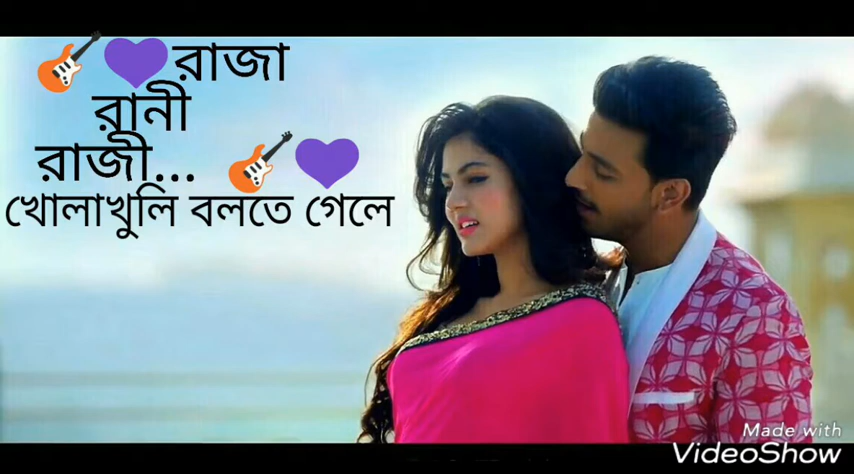 🎸💜রাজা
রানী
রাজী... 🎸💜
খোলাখুলি বলতে গেলে
Made with
VideoShow